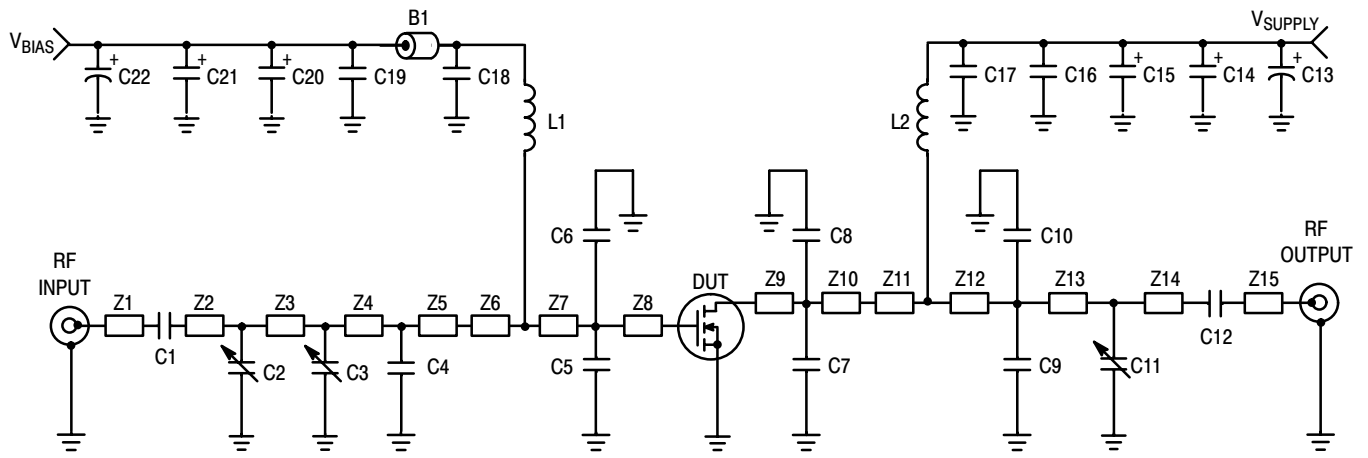 B1
V_BIAS
V_SUPPLY
+ C22
+ C21
+ C20
C19
C18
C17
C16
+ C15
+ C14
+ C13
L1
L2
C6
C8
C10
RF
INPUT
RF
OUTPUT
DUT
Z1
Z2
Z3
Z4
Z5
Z6
Z7
Z8
Z9
Z10
Z11
Z12
Z13
Z14
Z15
C1
C12
C2
C3
C4
C5
C7
C9
C11